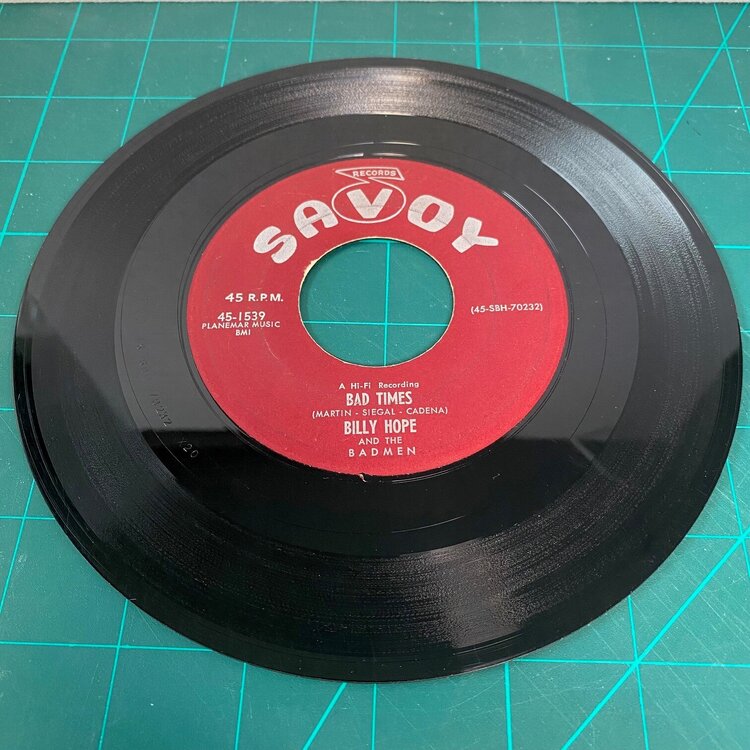 RECORDS
SAVOY
45 R.P.M.
45-1539
PLANEMAR MUSIC
BMI
(45-SBH-70232)
A Hi-Fi Recording
BAD TIMES
(MARTIN - SIEGAL - CADENA)
BILLY HOPE
AND THE
BADMEN